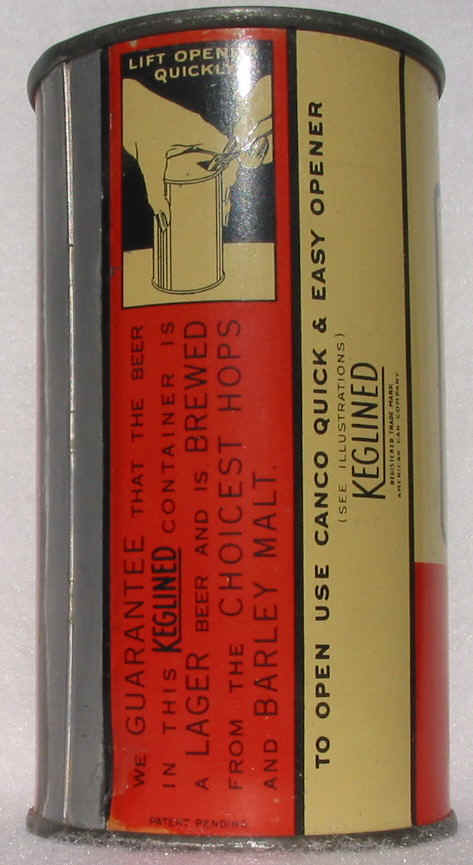 LIFT OPENER
QUICKLY
WE GUARANTEE THAT THE BEER
IN THIS KEGLINED CONTAINER IS
A LAGER BEER AND IS BREWED
FROM THE CHOICEST HOPS
AND BARLEY MALT.
PATENT PENDING
TO OPEN USE CANCO QUICK & EASY OPENER
(SEE ILLUSTRATIONS)
KEGLINED
REGISTERED TRADE MARK
AMERICAN CAN COMPANY